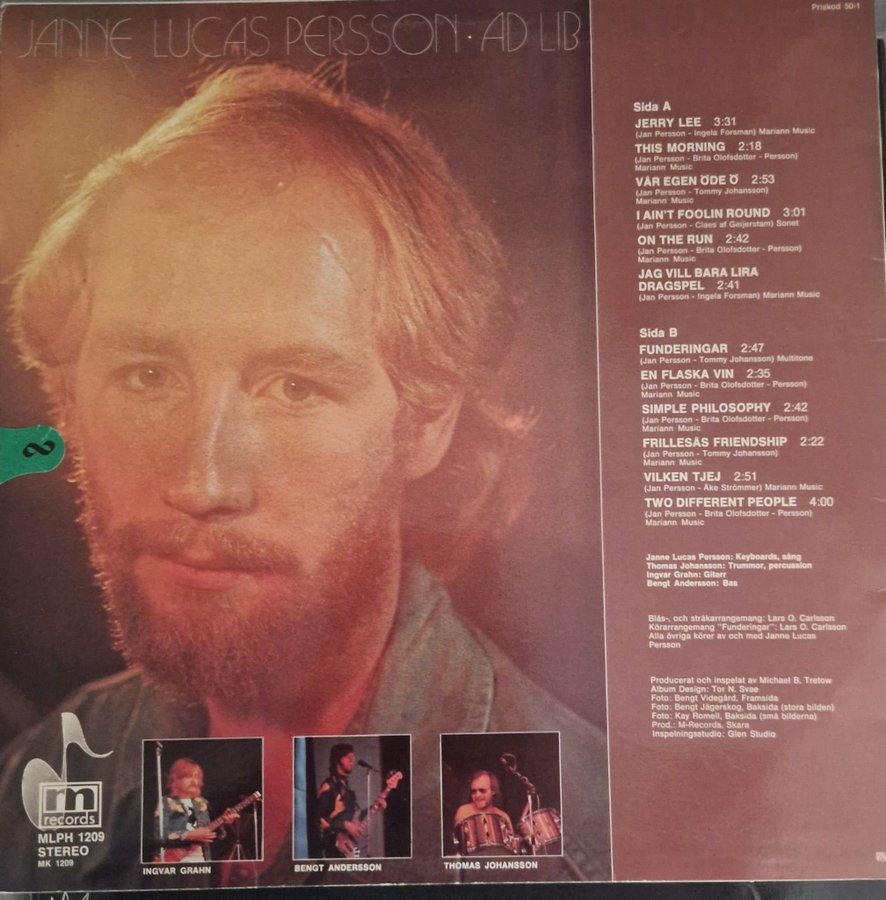 JANNE LUCAS PERSSON · AD LIB
Priskod 50-1
Sida A
JERRY LEE 3:31
(Jan Persson - Ingela Forsman) Mariann Music
THIS MORNING 2:18
(Jan Persson - Brita Olofsdotter - Persson)
Mariann Music
VÅR EGEN ÖDE Ö 2:53
(Jan Persson - Tommy Johansson)
Mariann Music
I AIN'T FOOLIN ROUND 3:01
(Jan Persson - Claes af Geijerstam) Sonet
ON THE RUN 2:42
(Jan Persson - Brita Olofsdotter - Persson)
Mariann Music
JAG VILL BARA LIRA
DRAGSPEL 2:41
(Jan Persson - Ingela Forsman) Mariann Music
Sida B
FUNDERINGAR 2:47
(Jan Persson - Tommy Johansson) Multitone
EN FLASKA VIN 2:35
(Jan Persson - Brita Olofsdotter - Persson)
Mariann Music
SIMPLE PHILOSOPHY 2:42
(Jan Persson - Brita Olofsdotter - Persson)
Mariann Music
FRILLESÅS FRIENDSHIP 2:22
(Jan Persson - Tommy Johansson)
Mariann Music
VILKEN TJEJ 2:51
(Jan Persson - Åke Strömmer) Mariann Music
TWO DIFFERENT PEOPLE 4:00
(Jan Persson - Brita Olofsdotter - Persson)
Mariann Music
Janne Lucas Persson: Keyboards, sång
Thomas Johansson: Trummor, percussion
Ingvar Grahn: Gitarr
Bengt Andersson: Bas
Blås-, och stråkarrangemang: Lars O. Carlsson
Körarrangemang "Funderingar": Lars O. Carlsson
Alla övriga körer av och med Janne Lucas
Persson
Producerat och inspelat av Michael B. Tretow
Album Design: Tor N. Svae
Foto: Bengt Videgård, Framsida
Foto: Bengt Jägerskog, Baksida (stora bilden)
Foto: Kay Romell, Baksida (små bilderna)
Prod.: M-Records, Skara
Inspelningsstudio: Glen Studio
m
records
MLPH 1209
STEREO
MK 1209
INGVAR GRAHN
BENGT ANDERSSON
THOMAS JOHANSSON